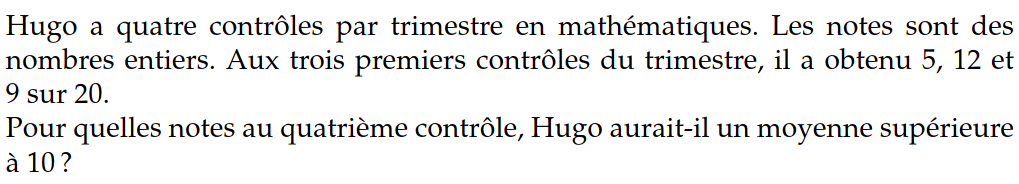 Hugo a quatre contrôles par trimestre en mathématiques. Les notes sont des
nombres entiers. Aux trois premiers contrôles du trimestre, il a obtenu 5, 12 et
9 sur 20.
Pour quelles notes au quatrième contrôle, Hugo aurait-il un moyenne supérieure
à 10 ?